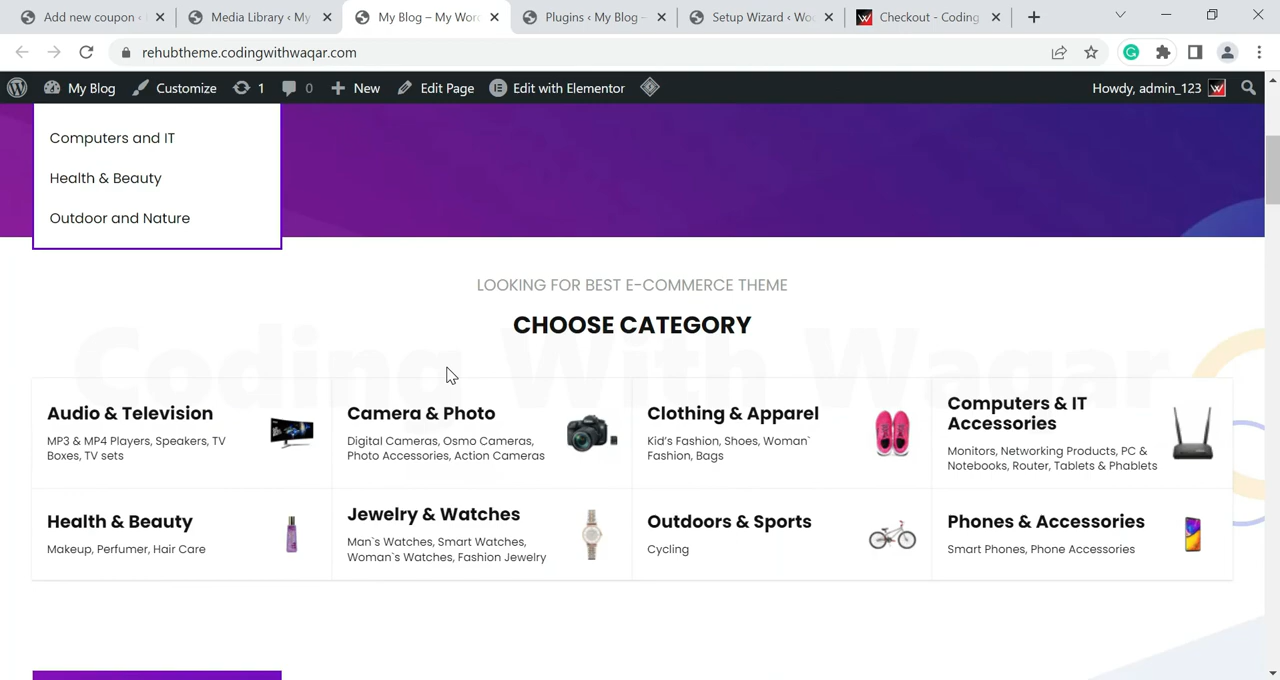 Add new coupon ‹
Media Library ‹ My
My Blog – My Wor
Plugins ‹ My Blog –
Setup Wizard ‹ Wo
Checkout - Coding
rehubtheme.codingwithwaqar.com
My Blog
Customize
1
0
New
Edit Page
Edit with Elementor
Howdy, admin_123
Computers and IT
Health & Beauty
Outdoor and Nature
LOOKING FOR BEST E-COMMERCE THEME
CHOOSE CATEGORY
Coding With Waqar
Audio & Television
MP3 & MP4 Players, Speakers, TV
Boxes, TV sets
Camera & Photo
Digital Cameras, Osmo Cameras,
Photo Accessories, Action Cameras
Clothing & Apparel
Kid’s Fashion, Shoes, Woman`
Fashion, Bags
Computers & IT
Accessories
Monitors, Networking Products, PC &
Notebooks, Router, Tablets & Phablets
Health & Beauty
Makeup, Perfumer, Hair Care
Jewelry & Watches
Man`s Watches, Smart Watches,
Woman`s Watches, Fashion Jewelry
Outdoors & Sports
Cycling
Phones & Accessories
Smart Phones, Phone Accessories